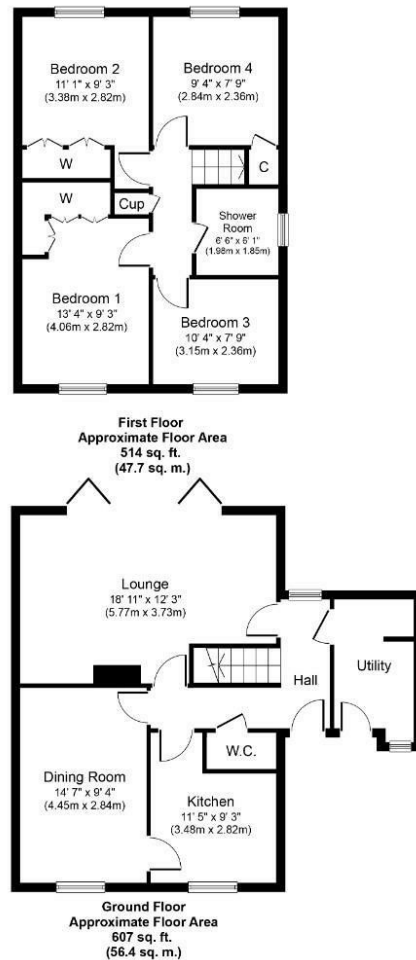 Bedroom 2
11' 1" x 9' 3"
(3.38m x 2.82m)
Bedroom 4
9' 4" x 7' 9"
(2.84m x 2.36m)
W
C
W
Cup
Shower
Room
6' 6" x 6' 1"
(1.98m x 1.85m)
Bedroom 1
13' 4" x 9' 3"
(4.06m x 2.82m)
Bedroom 3
10' 4" x 7' 9"
(3.15m x 2.36m)
First Floor
Approximate Floor Area
514 sq. ft.
(47.7 sq. m.)
Lounge
18' 11" x 12' 3"
(5.77m x 3.73m)
Hall
Utility
W.C.
Dining Room
14' 7" x 9' 4"
(4.45m x 2.84m)
Kitchen
11' 5" x 9' 3"
(3.48m x 2.82m)
Ground Floor
Approximate Floor Area
607 sq. ft.
(56.4 sq. m.)